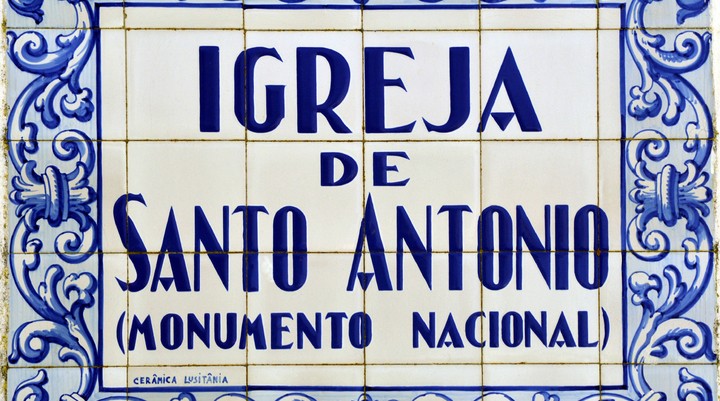 IGREJA
DE
SANTO ANTONIO
(MONUMENTO NACIONAL)
CERÂMICA LUSITÂNIA